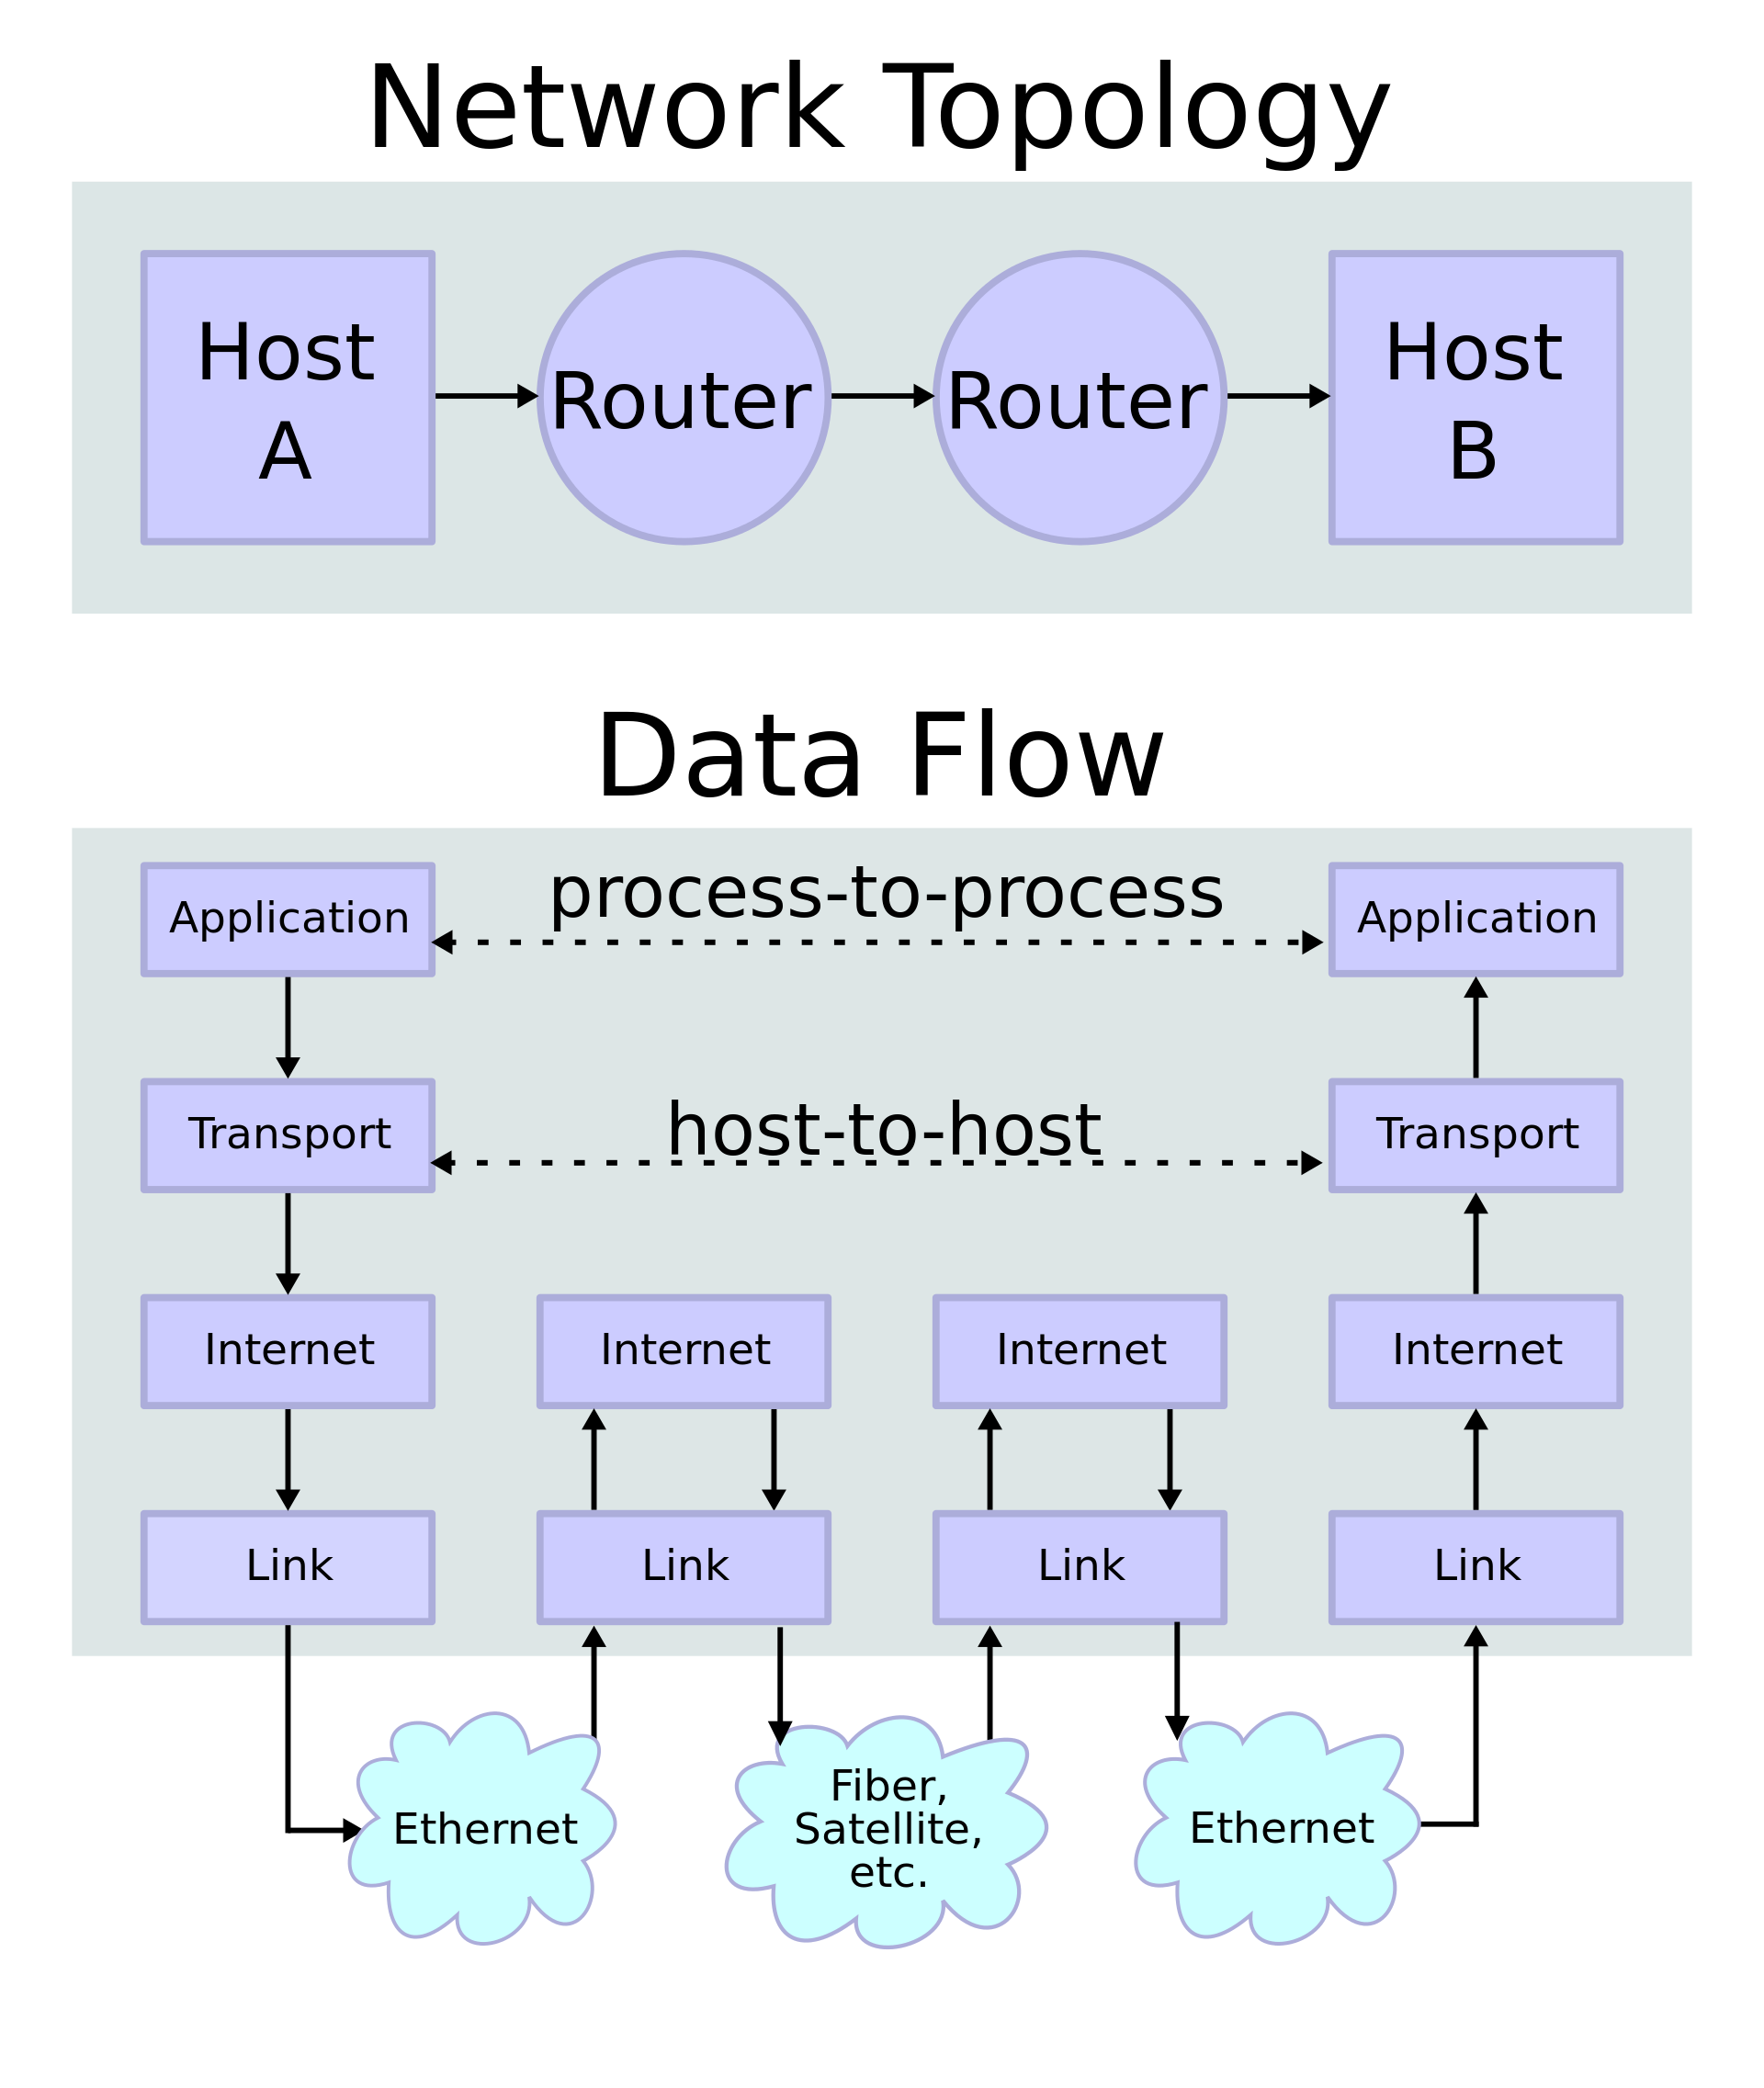 Network Topology
Host
A
Router
Router
Host
B
Data Flow
process-to-process
Application
Application
host-to-host
Transport
Transport
Internet
Internet
Internet
Internet
Link
Link
Link
Link
Ethernet
Fiber,
Satellite,
etc.
Ethernet